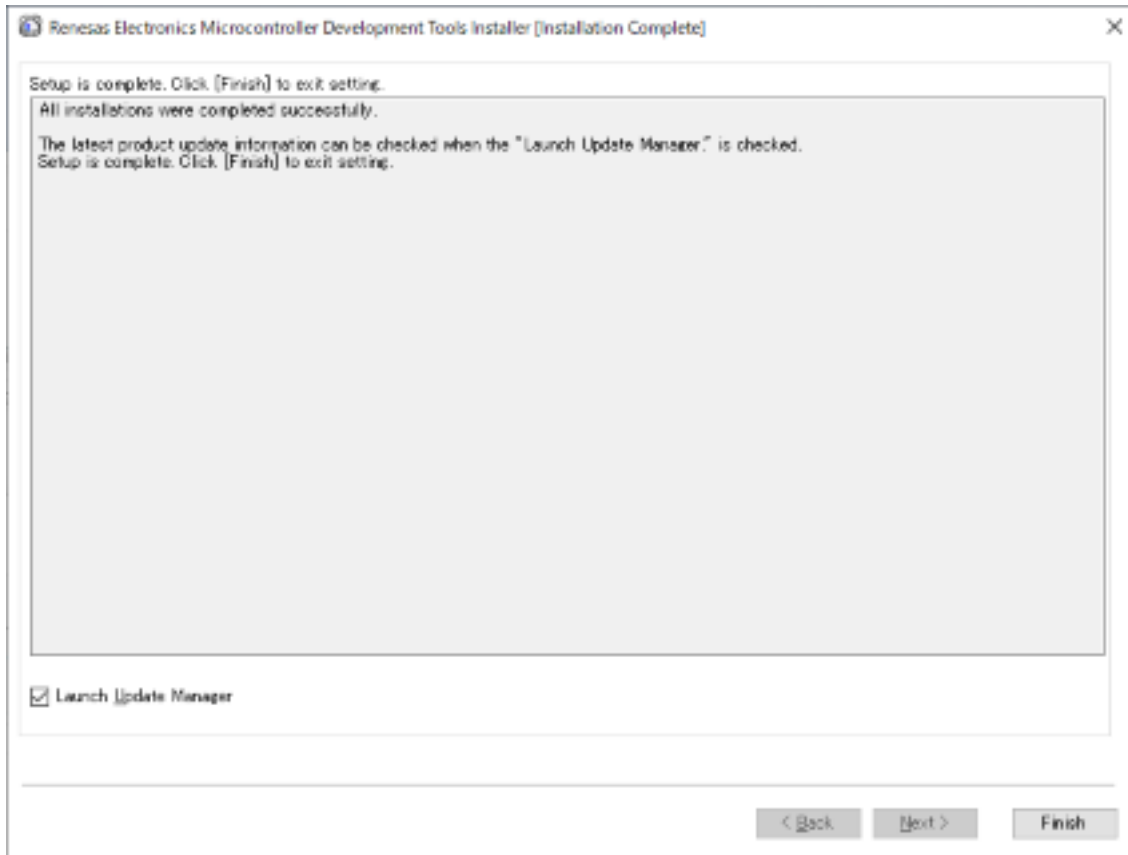 Renesas Electronics Microcontroller Development Tools Installer [Installation Complete]
Setup is complete. Click [Finish] to exit setting.
All installations were completed successfully.
The latest product update information can be checked when the "Launch Update Manager." is checked.
Setup is complete. Click [Finish] to exit setting.
Launch Update Manager
< Back
Next >
Finish